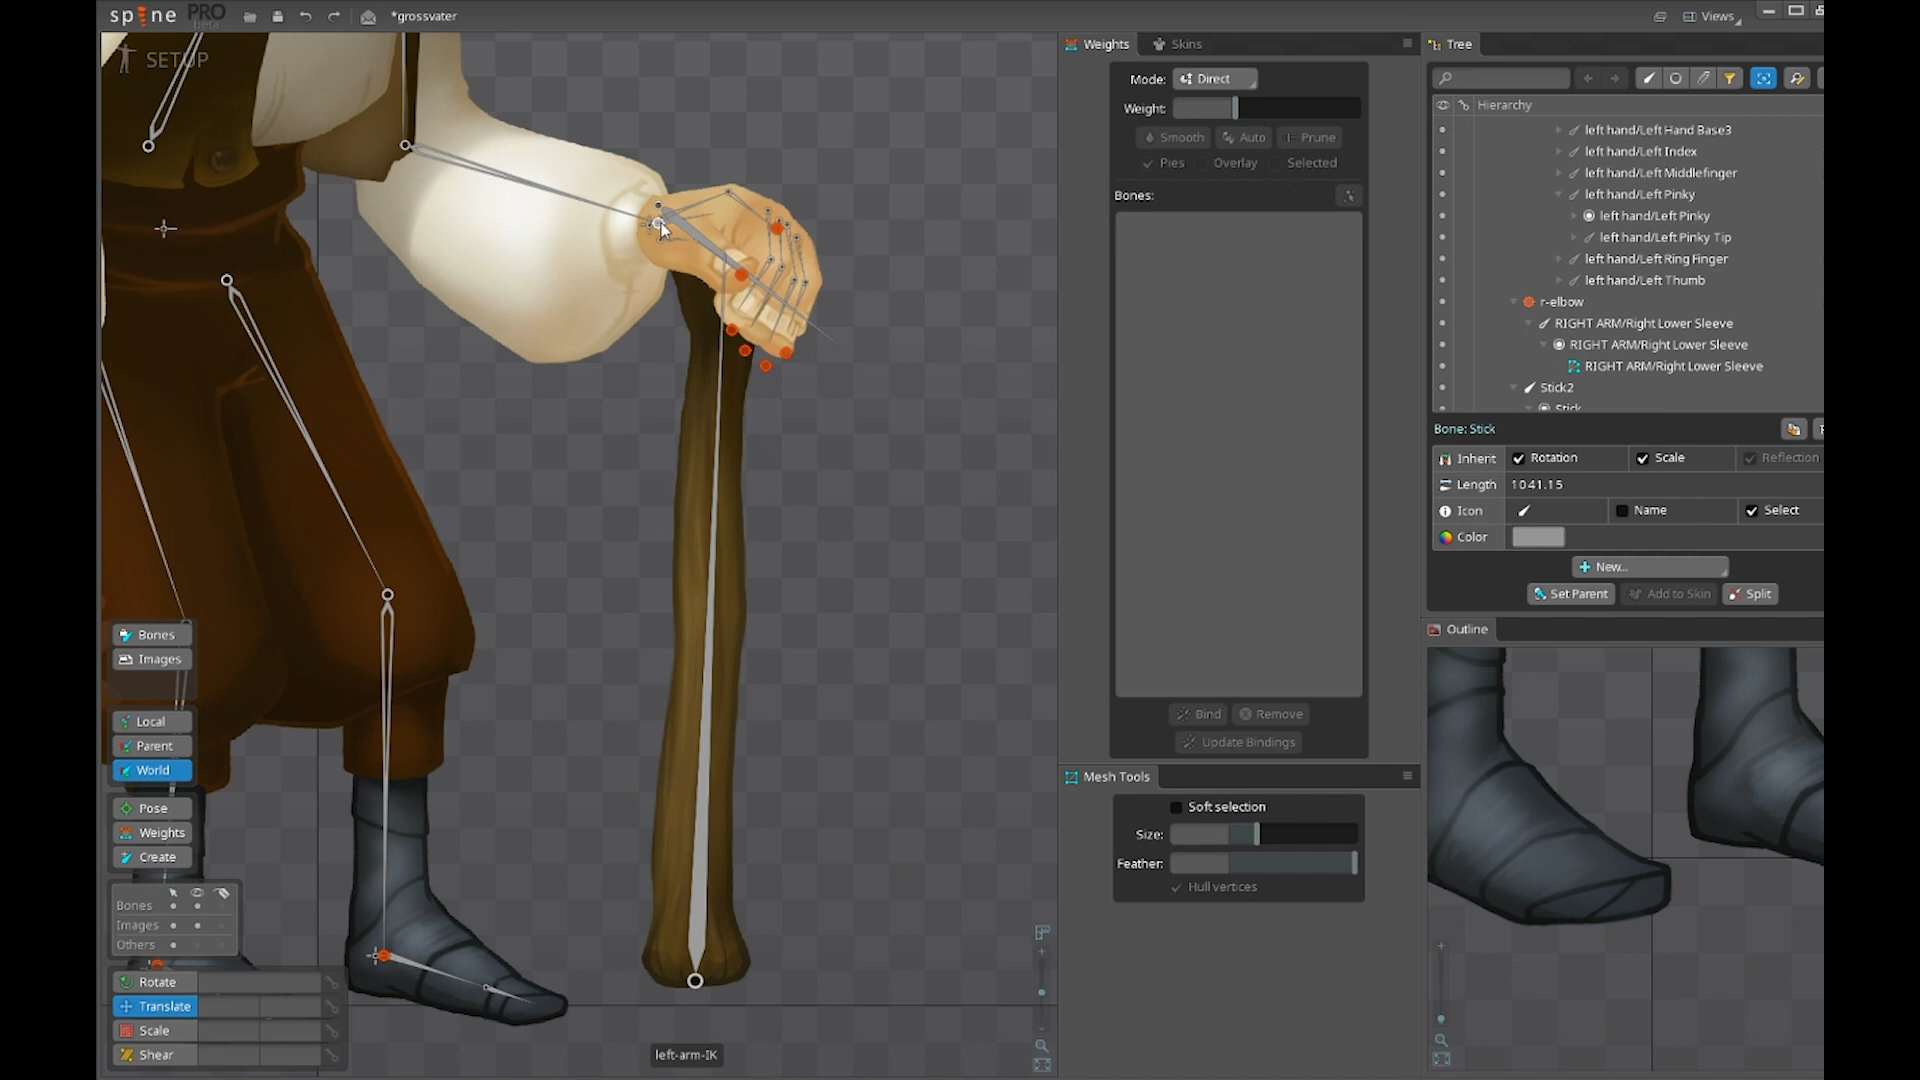 spine PRO
Beta
*grossvater
Views
SETUP
Weights
Skins
Tree
Mode:
Direct
Weight:
Smooth
Auto
Prune
Pies
Overlay
Selected
Bones:
Hierarchy
left hand/Left Hand Base3
left hand/Left Index
left hand/Left Middlefinger
left hand/Left Pinky
left hand/Left Pinky
left hand/Left Pinky Tip
left hand/Left Ring Finger
left hand/Left Thumb
r-elbow
RIGHT ARM/Right Lower Sleeve
RIGHT ARM/Right Lower Sleeve
RIGHT ARM/Right Lower Sleeve
Stick2
Stick
Bone: Stick
Inherit
Rotation
Scale
Reflection
Length
1041.15
Icon
Name
Select
Color
New...
Set Parent
Add to Skin
Split
Outline
Bind
Remove
Update Bindings
Mesh Tools
Soft selection
Size:
Feather:
Hull vertices
Bones
Images
Local
Parent
World
Pose
Weights
Create
Bones
Images
Others
Rotate
Translate
Scale
Shear
left-arm-IK